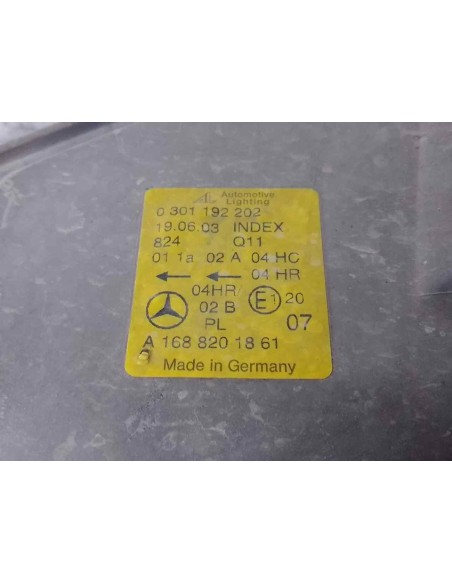 AL Automotive
Lighting
0 301 192 202
19.06.03 INDEX
824 Q11
01 1a 02 A 04 HC
← ← 04 HR
04HR/
02 B E1 20
PL 07
A 168 820 18 61
Made in Germany